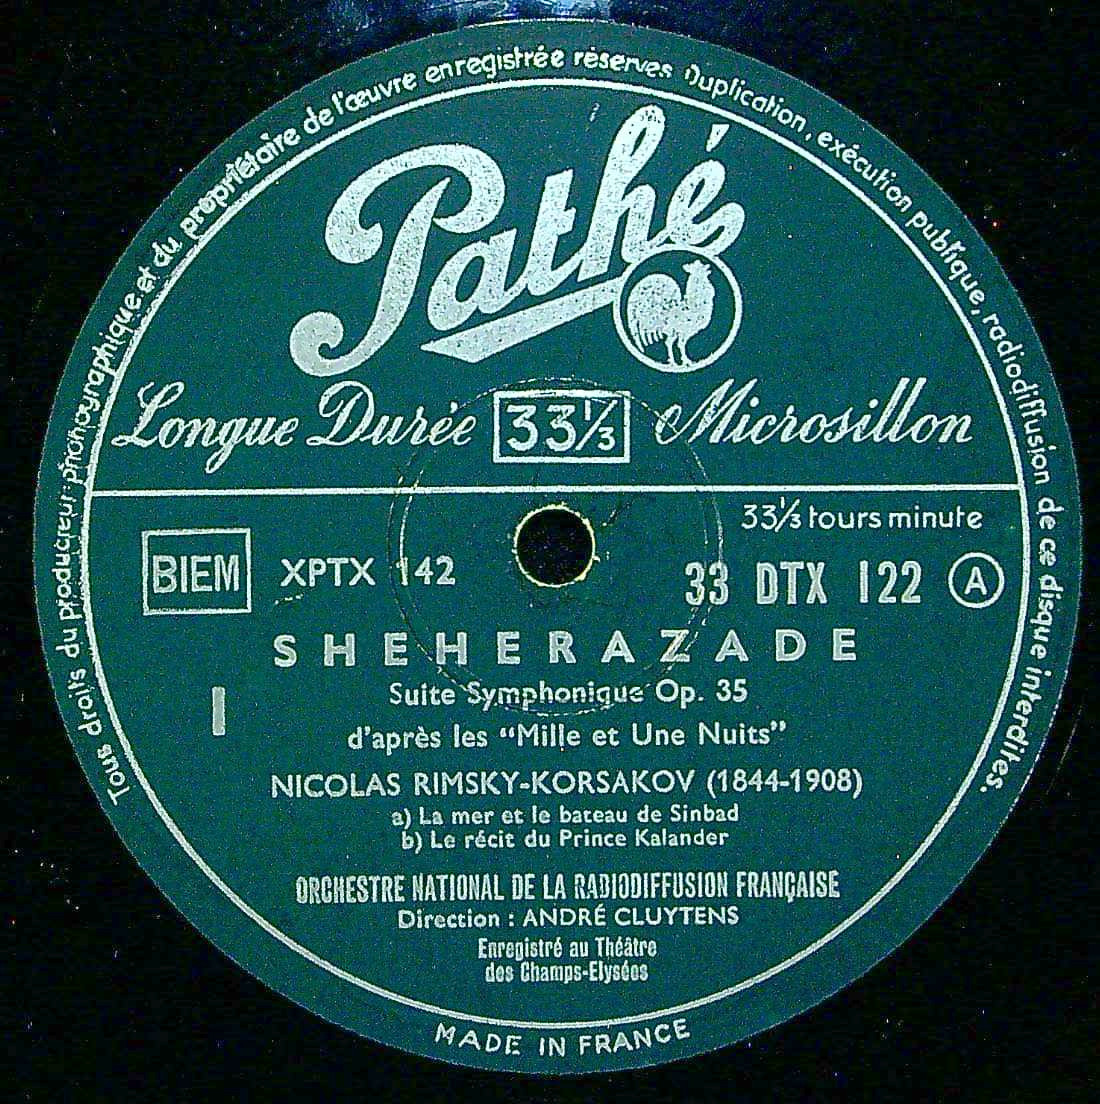 Tous droits du producteur phonographique et du propriétaire de l'œuvre enregistrée réservés Duplication, exécution publique, radiodiffusion de ce disque interdites.
Pathé
Longue Durée 33⅓ Microsillon
33⅓ tours minute
BIEM XPTX 142 33 DTX 122 A
SHEHERAZADE
I
Suite Symphonique Op. 35
d'après les "Mille et Une Nuits"
NICOLAS RIMSKY-KORSAKOV (1844-1908)
a) La mer et le bateau de Sinbad
b) Le récit du Prince Kalander
ORCHESTRE NATIONAL DE LA RADIODIFFUSION FRANÇAISE
Direction : ANDRÉ CLUYTENS
Enregistré au Théâtre
des Champs-Elysées
MADE IN FRANCE